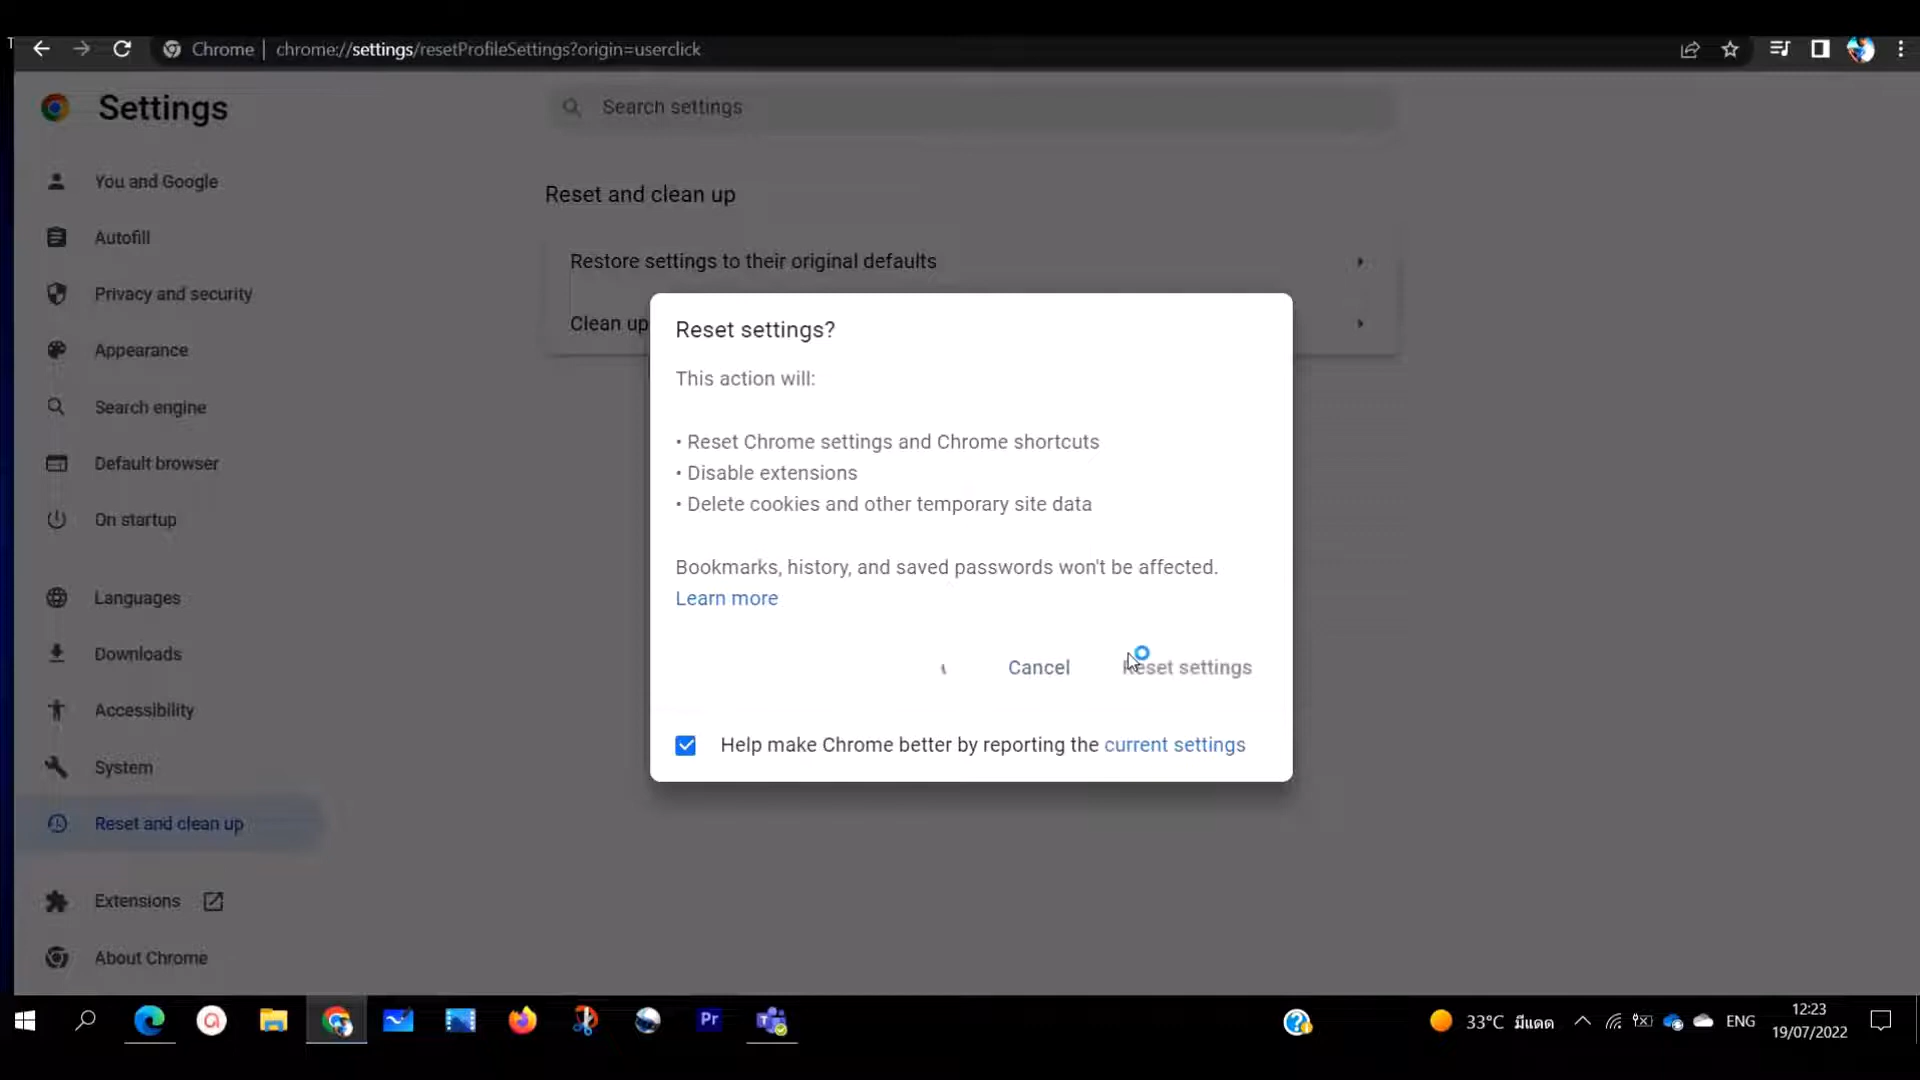 T
Chrome | chrome://settings/resetProfileSettings?origin=userclick
Settings
Search settings
You and Google
Autofill
Privacy and security
Appearance
Search engine
Default browser
On startup
Languages
Downloads
Accessibility
System
Reset and clean up
Extensions
About Chrome
Reset and clean up
Restore settings to their original defaults
Clean up
Reset settings?
This action will:
• Reset Chrome settings and Chrome shortcuts
• Disable extensions
• Delete cookies and other temporary site data
Bookmarks, history, and saved passwords won't be affected.
Learn more
Cancel
Reset settings
Help make Chrome better by reporting the current settings
Pr
33°C มีแดด
ENG
12:23
19/07/2022